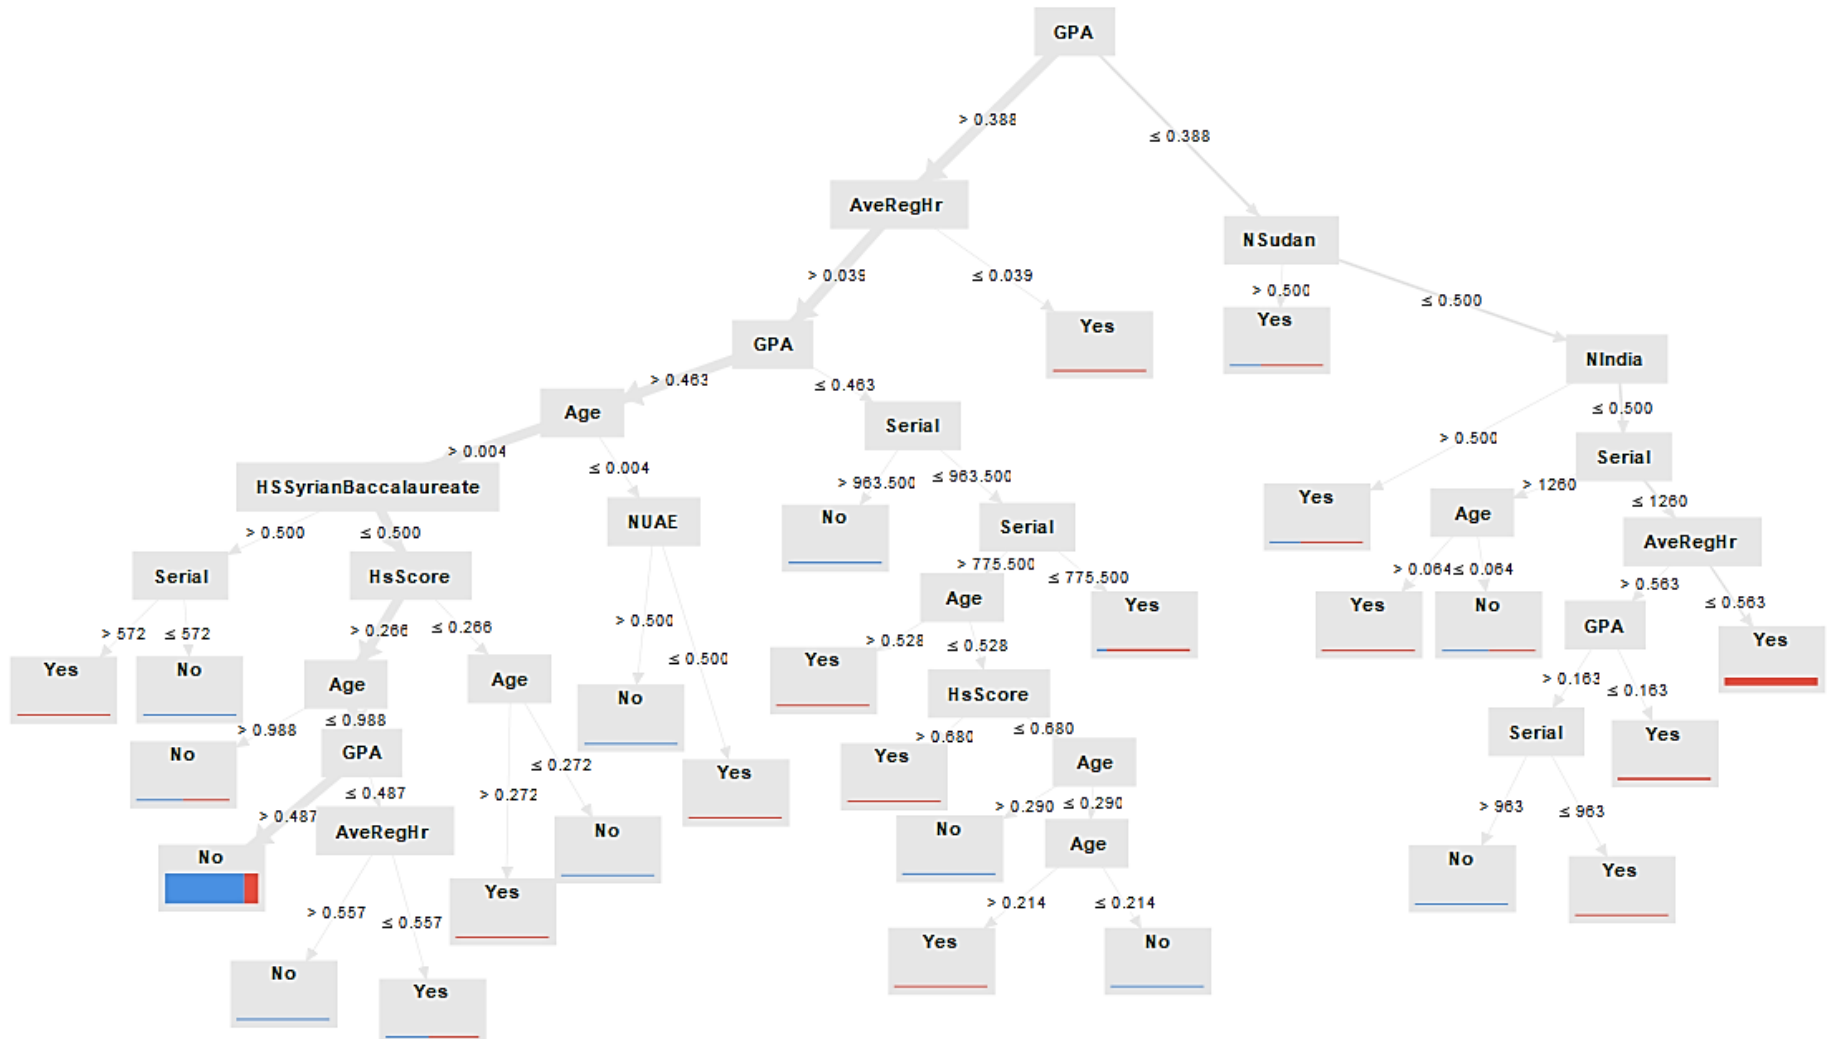 GPA
> 0.388
≤ 0.388
AveRegHr
NSudan
> 0.039
≤ 0.039
> 0.500
≤ 0.500
GPA
Yes
Yes
NIndia
> 0.463
≤ 0.463
Age
Serial
≤ 0.500
> 0.500
> 0.004
≤ 0.004
Serial
HSSyrianBaccalaureate
> 963.500
≤ 963.500
> 1260
≤ 1260
Yes
NUAE
No
Serial
Age
AveRegHr
> 0.500
≤ 0.500
Serial
HsScore
> 775.500
≤ 775.500
> 0.064
≤ 0.064
> 0.563
≤ 0.563
Age
Yes
Yes
No
GPA
Yes
> 572
≤ 572
> 0.266
≤ 0.266
> 0.500
≤ 0.500
> 0.528
≤ 0.528
Yes
No
Age
Age
Yes
HsScore
> 0.163
≤ 0.163
No
> 0.988
≤ 0.988
> 0.680
≤ 0.680
Serial
Yes
No
GPA
Yes
Yes
Age
> 0.487
≤ 0.487
> 0.272
≤ 0.272
> 0.290
≤ 0.290
> 963
≤ 963
No
AveRegHr
No
No
Age
No
Yes
Yes
> 0.557
≤ 0.557
> 0.214
≤ 0.214
No
Yes
Yes
No